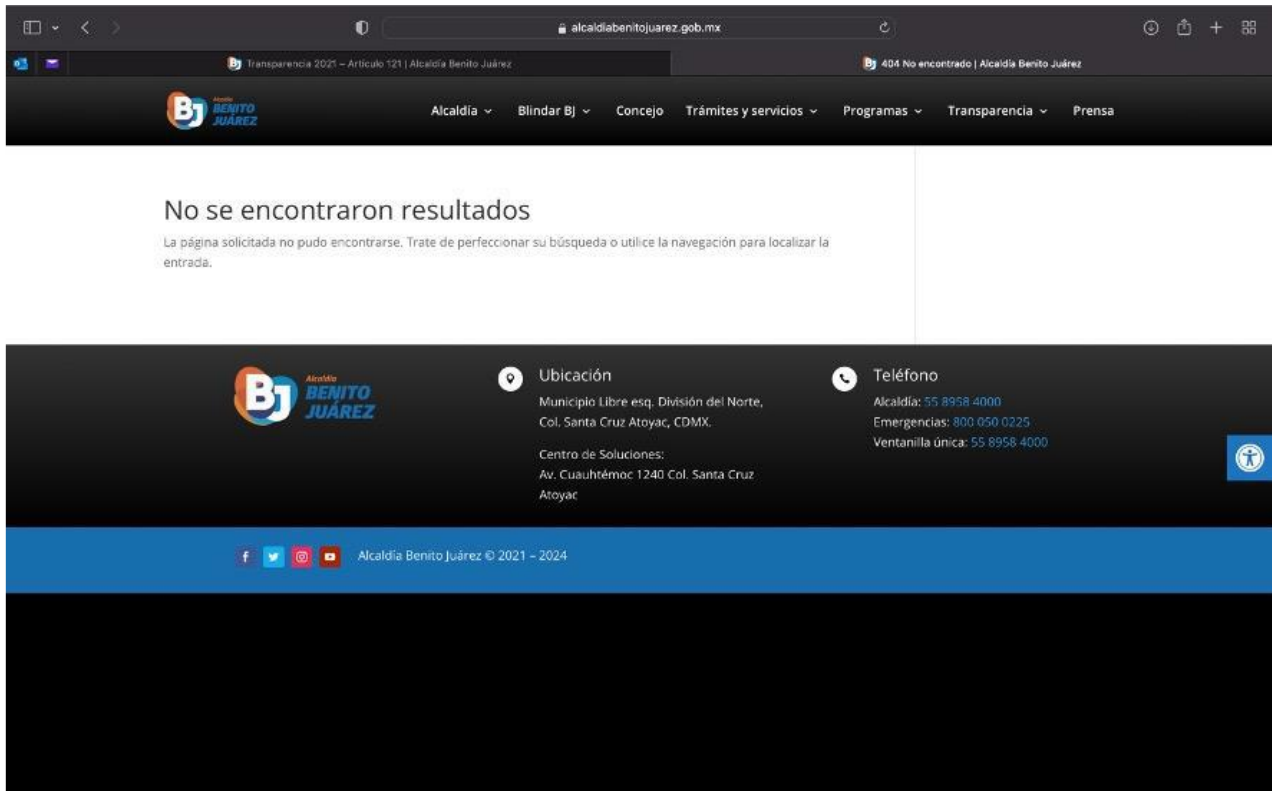 alcaldiabenitojuarez.gob.mx
Transparencia 2021 – Artículo 121 | Alcaldía Benito Juárez
404 No encontrado | Alcaldía Benito Juárez
BJ Alcaldía BENITO JUÁREZ
Alcaldía Blindar BJ Concejo Trámites y servicios Programas Transparencia Prensa
No se encontraron resultados
La página solicitada no pudo encontrarse. Trate de perfeccionar su búsqueda o utilice la navegación para localizar la
entrada.
BJ Alcaldía
BENITO
JUÁREZ
Ubicación
Municipio Libre esq. División del Norte,
Col. Santa Cruz Atoyac, CDMX.
Centro de Soluciones:
Av. Cuauhtémoc 1240 Col. Santa Cruz
Atoyac
Teléfono
Alcaldía: 55 8958 4000
Emergencias: 800 050 0225
Ventanilla única: 55 8958 4000
Alcaldía Benito Juárez © 2021 – 2024